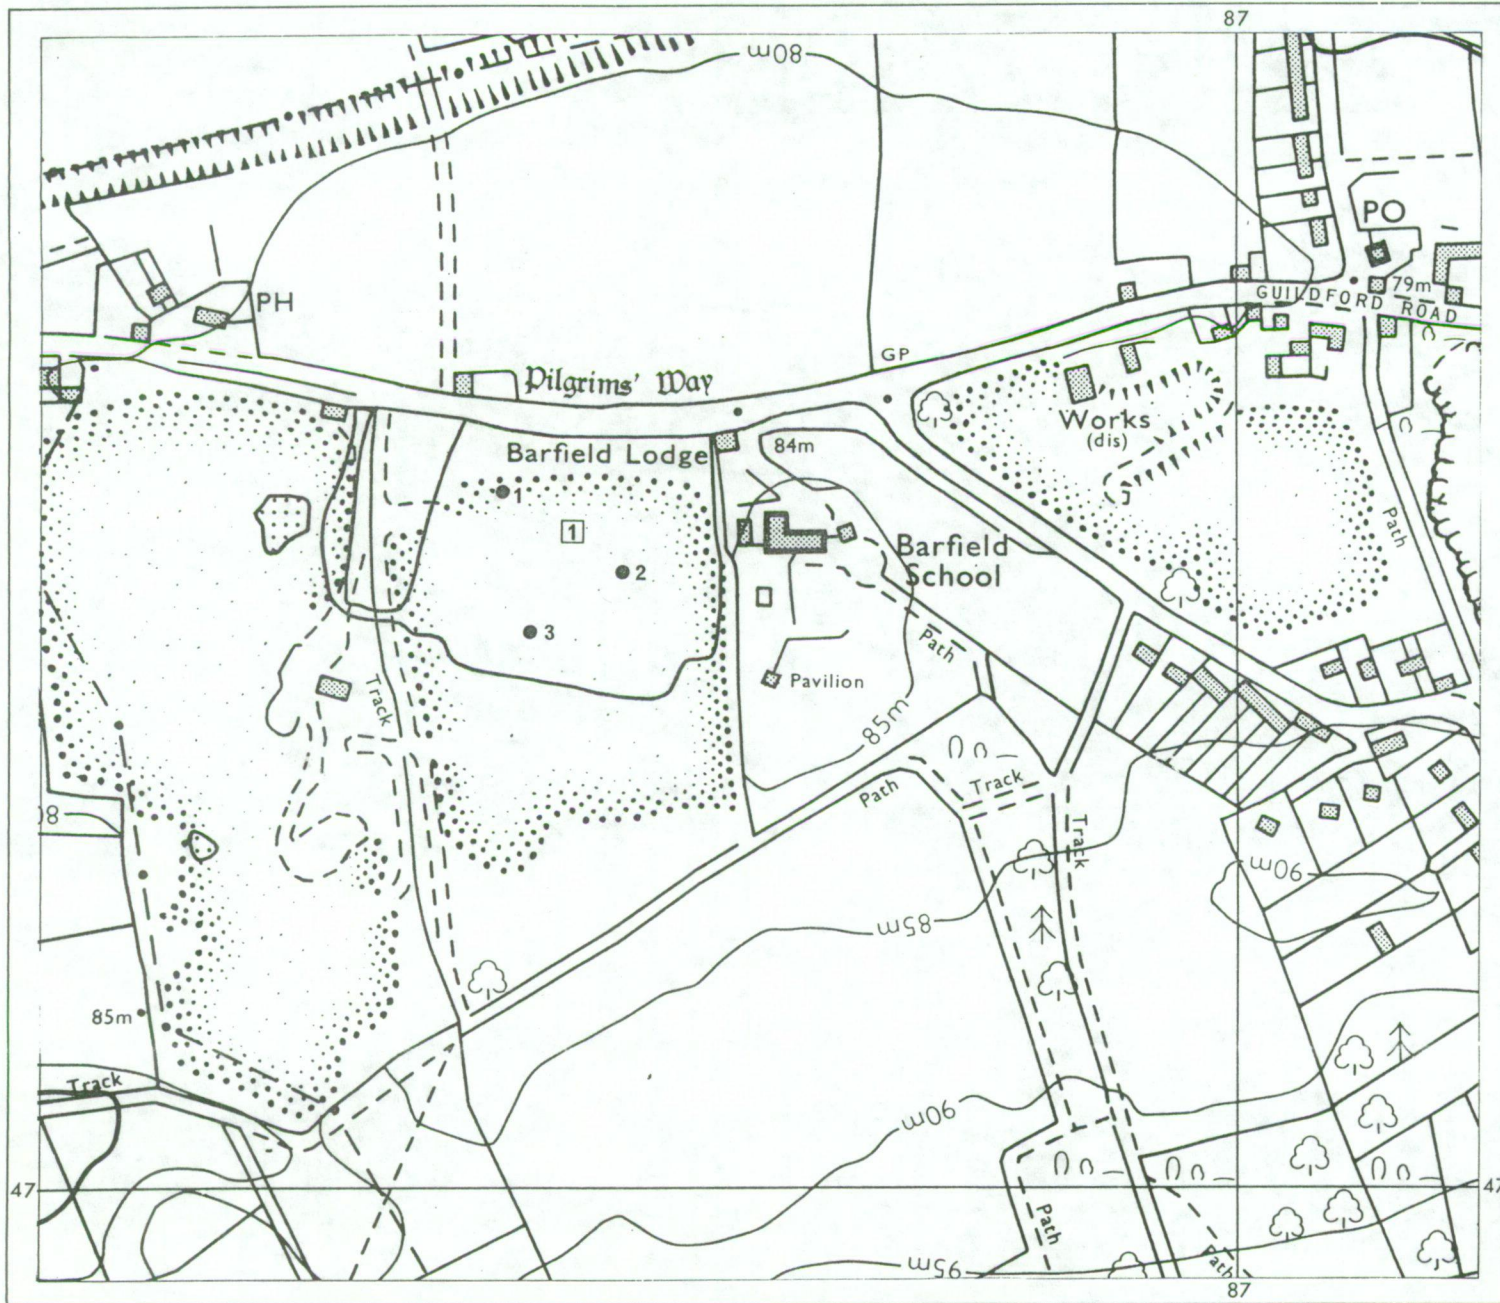 87
80m
PO
79m
GUILDFORD ROAD
PH
GP
Pilgrims' Way
Works
(dis)
Barfield Lodge
84m
1
1
2
3
Barfield
School
Path
Path
Pavilion
Track
85m
Track
Path
Track
90m
85m
85m
Track
90m
47
47
Path
Path
95m
87